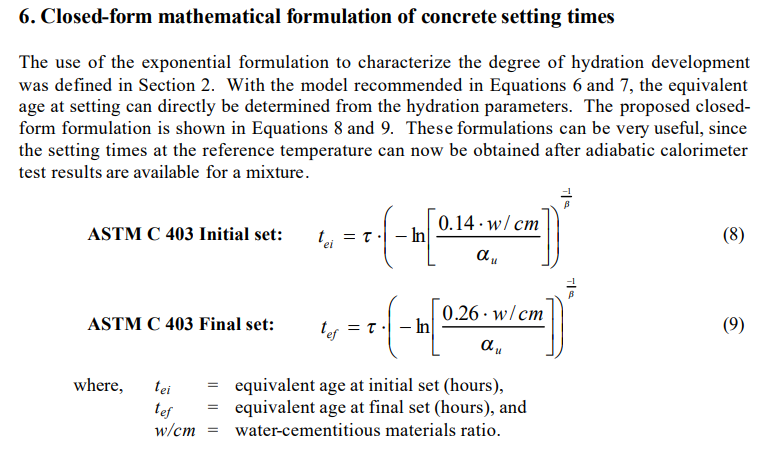 6. Closed-form mathematical formulation of concrete setting times
The use of the exponential formulation to characterize the degree of hydration development
was defined in Section 2. With the model recommended in Equations 6 and 7, the equivalent
age at setting can directly be determined from the hydration parameters. The proposed closed-
form formulation is shown in Equations 8 and 9. These formulations can be very useful, since
the setting times at the reference temperature can now be obtained after adiabatic calorimeter
test results are available for a mixture.
ASTM C 403 Initial set: t_ei = τ · ( − ln[ 0.14 · w/cm / α_u ] )^(-1/β) (8)
ASTM C 403 Final set: t_ef = τ · ( − ln[ 0.26 · w/cm / α_u ] )^(-1/β) (9)
where, t_ei = equivalent age at initial set (hours),
t_ef = equivalent age at final set (hours), and
w/cm = water-cementitious materials ratio.